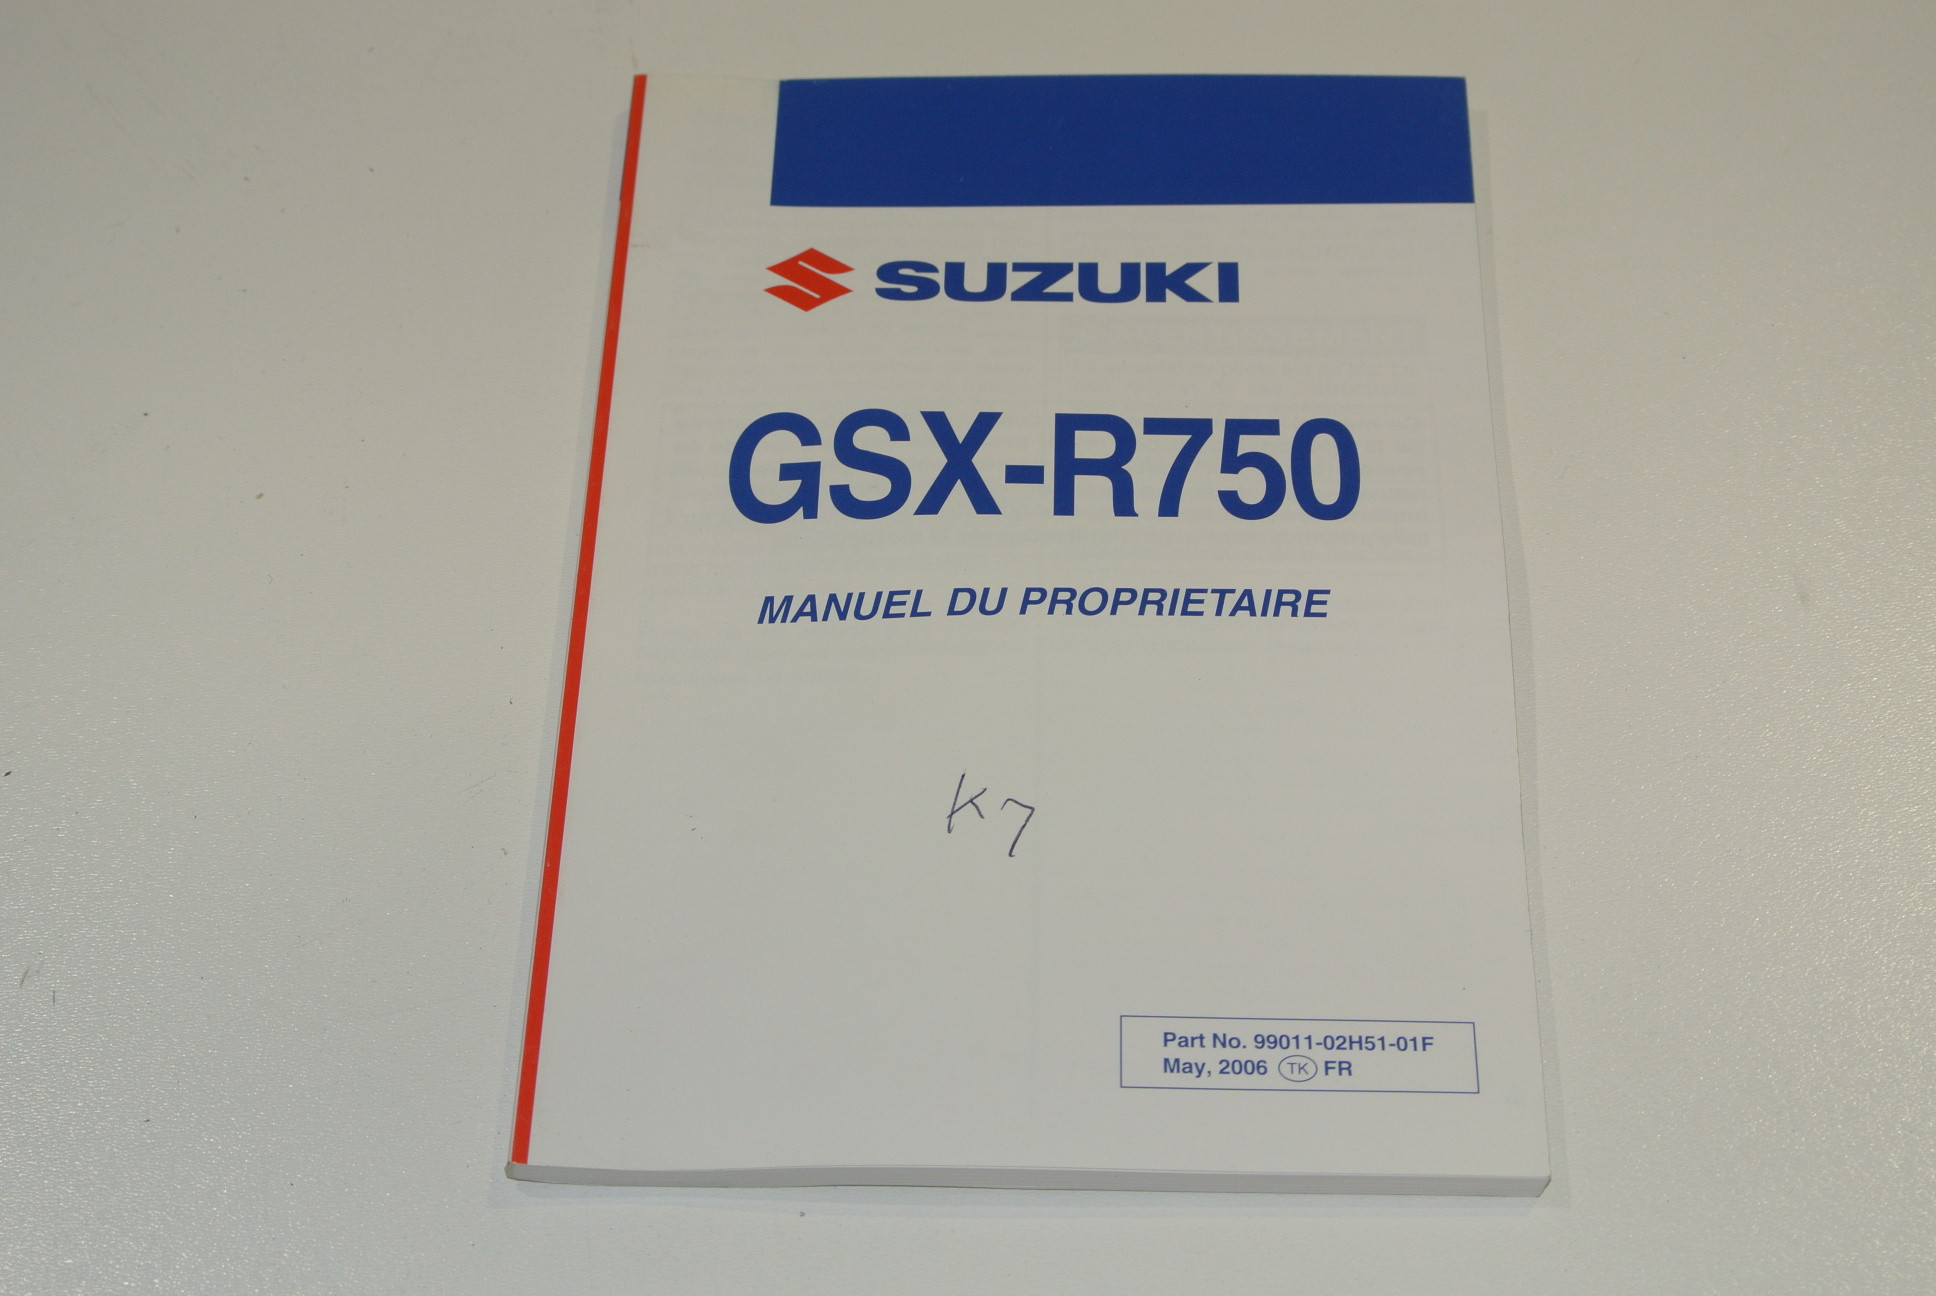 SUZUKI
GSX-R750
MANUEL DU PROPRIETAIRE
K7
Part No. 99011-02H51-01F
May, 2006 TK FR